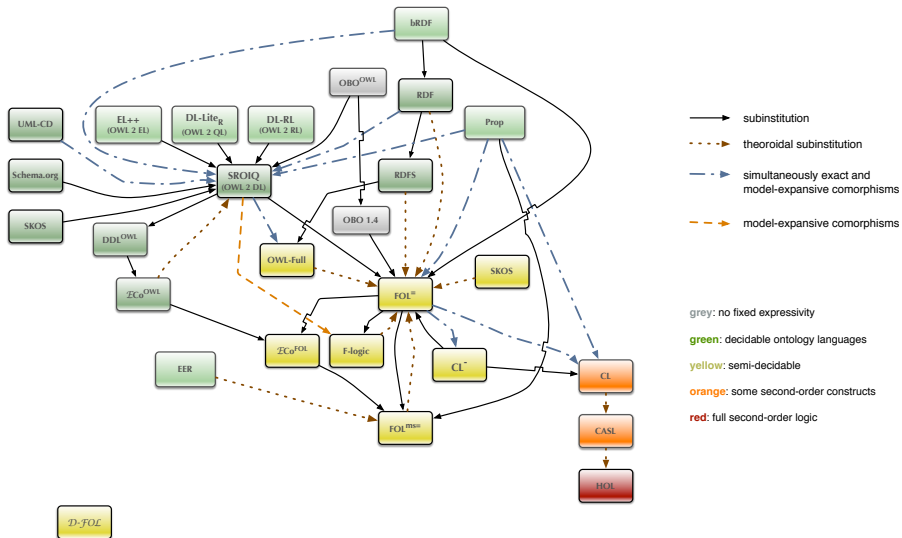 bRDF
OBO^OWL
RDF
UML-CD
EL++
(OWL 2 EL)
DL-Lite_R
(OWL 2 QL)
DL-RL
(OWL 2 RL)
Prop
subinstitution
theoroidal subinstitution
simultaneously exact and
model-expansive comorphisms
model-expansive comorphisms
Schema.org
SROIQ
(OWL 2 DL)
RDFS
SKOS
OBO 1.4
DDL^OWL
OWL-Full
SKOS
ℰCo^OWL
FOL^=
grey: no fixed expressivity
green: decidable ontology languages
yellow: semi-decidable
orange: some second-order constructs
red: full second-order logic
ℰCo^FOL
F-logic
CL^-
EER
CL
FOL^ms=
CASL
HOL
D-FOL